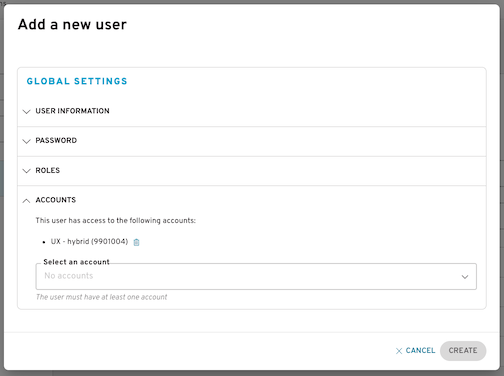 Add a new user
GLOBAL SETTINGS
USER INFORMATION
PASSWORD
ROLES
ACCOUNTS
This user has access to the following accounts:
• UX - hybrid (9901004)
Select an account
No accounts
The user must have at least one account
CANCEL CREATE